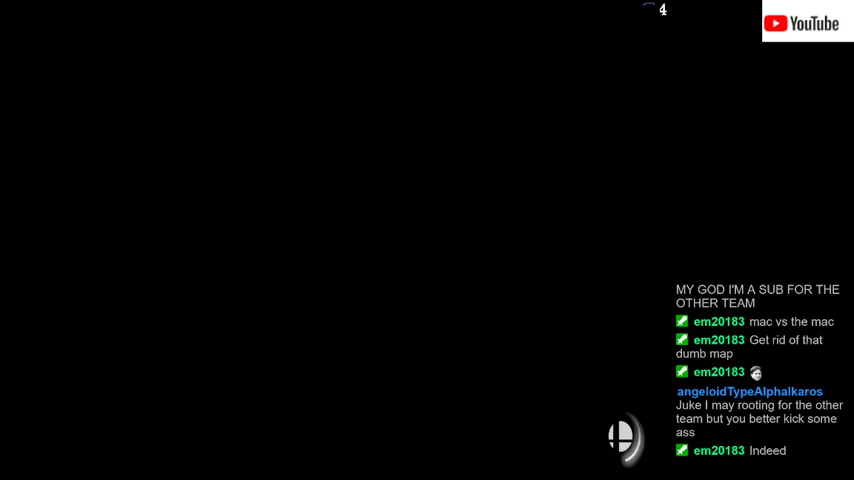 4
YouTube
MY GOD I'M A SUB FOR THE
OTHER TEAM
em20183 mac vs the mac
em20183 Get rid of that
dumb map
em20183
angeloidTypeAlphaIkaros
Juke I may rooting for the other
team but you better kick some
ass
em20183 Indeed